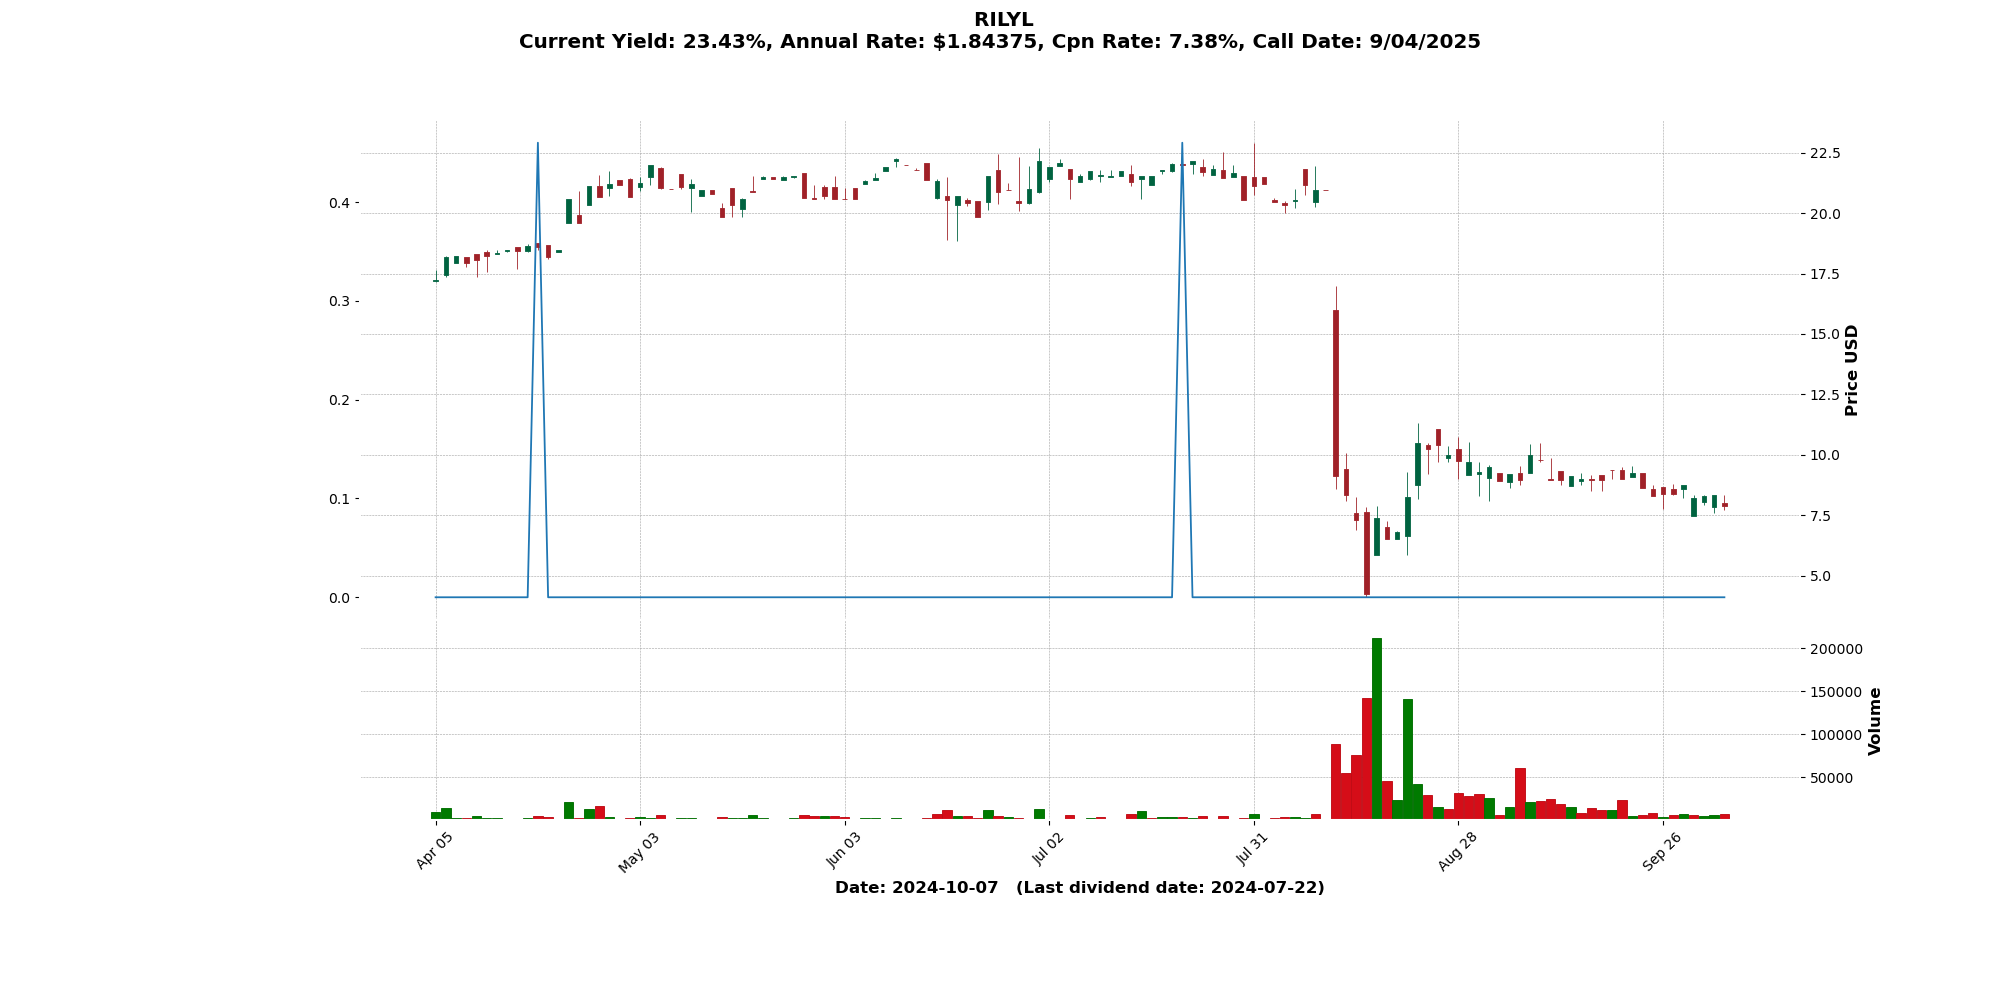 RILYL
Current Yield: 23.43%, Annual Rate: $1.84375, Cpn Rate: 7.38%, Call Date: 9/04/2025
0.4
0.3
0.2
0.1
0.0
22.5
20.0
17.5
15.0
12.5
10.0
7.5
5.0
Price USD
200000
150000
100000
50000
Volume
Apr 05
May 03
Jun 03
Jul 02
Jul 31
Aug 28
Sep 26
Date: 2024-10-07 (Last dividend date: 2024-07-22)